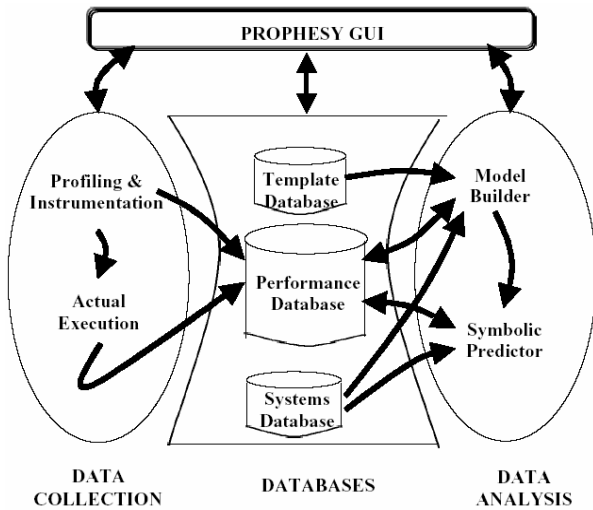 PROPHESY GUI
Profiling &
Instrumentation
Actual
Execution
Template
Database
Performance
Database
Systems
Database
Model
Builder
Symbolic
Predictor
DATA
COLLECTION
DATABASES
DATA
ANALYSIS